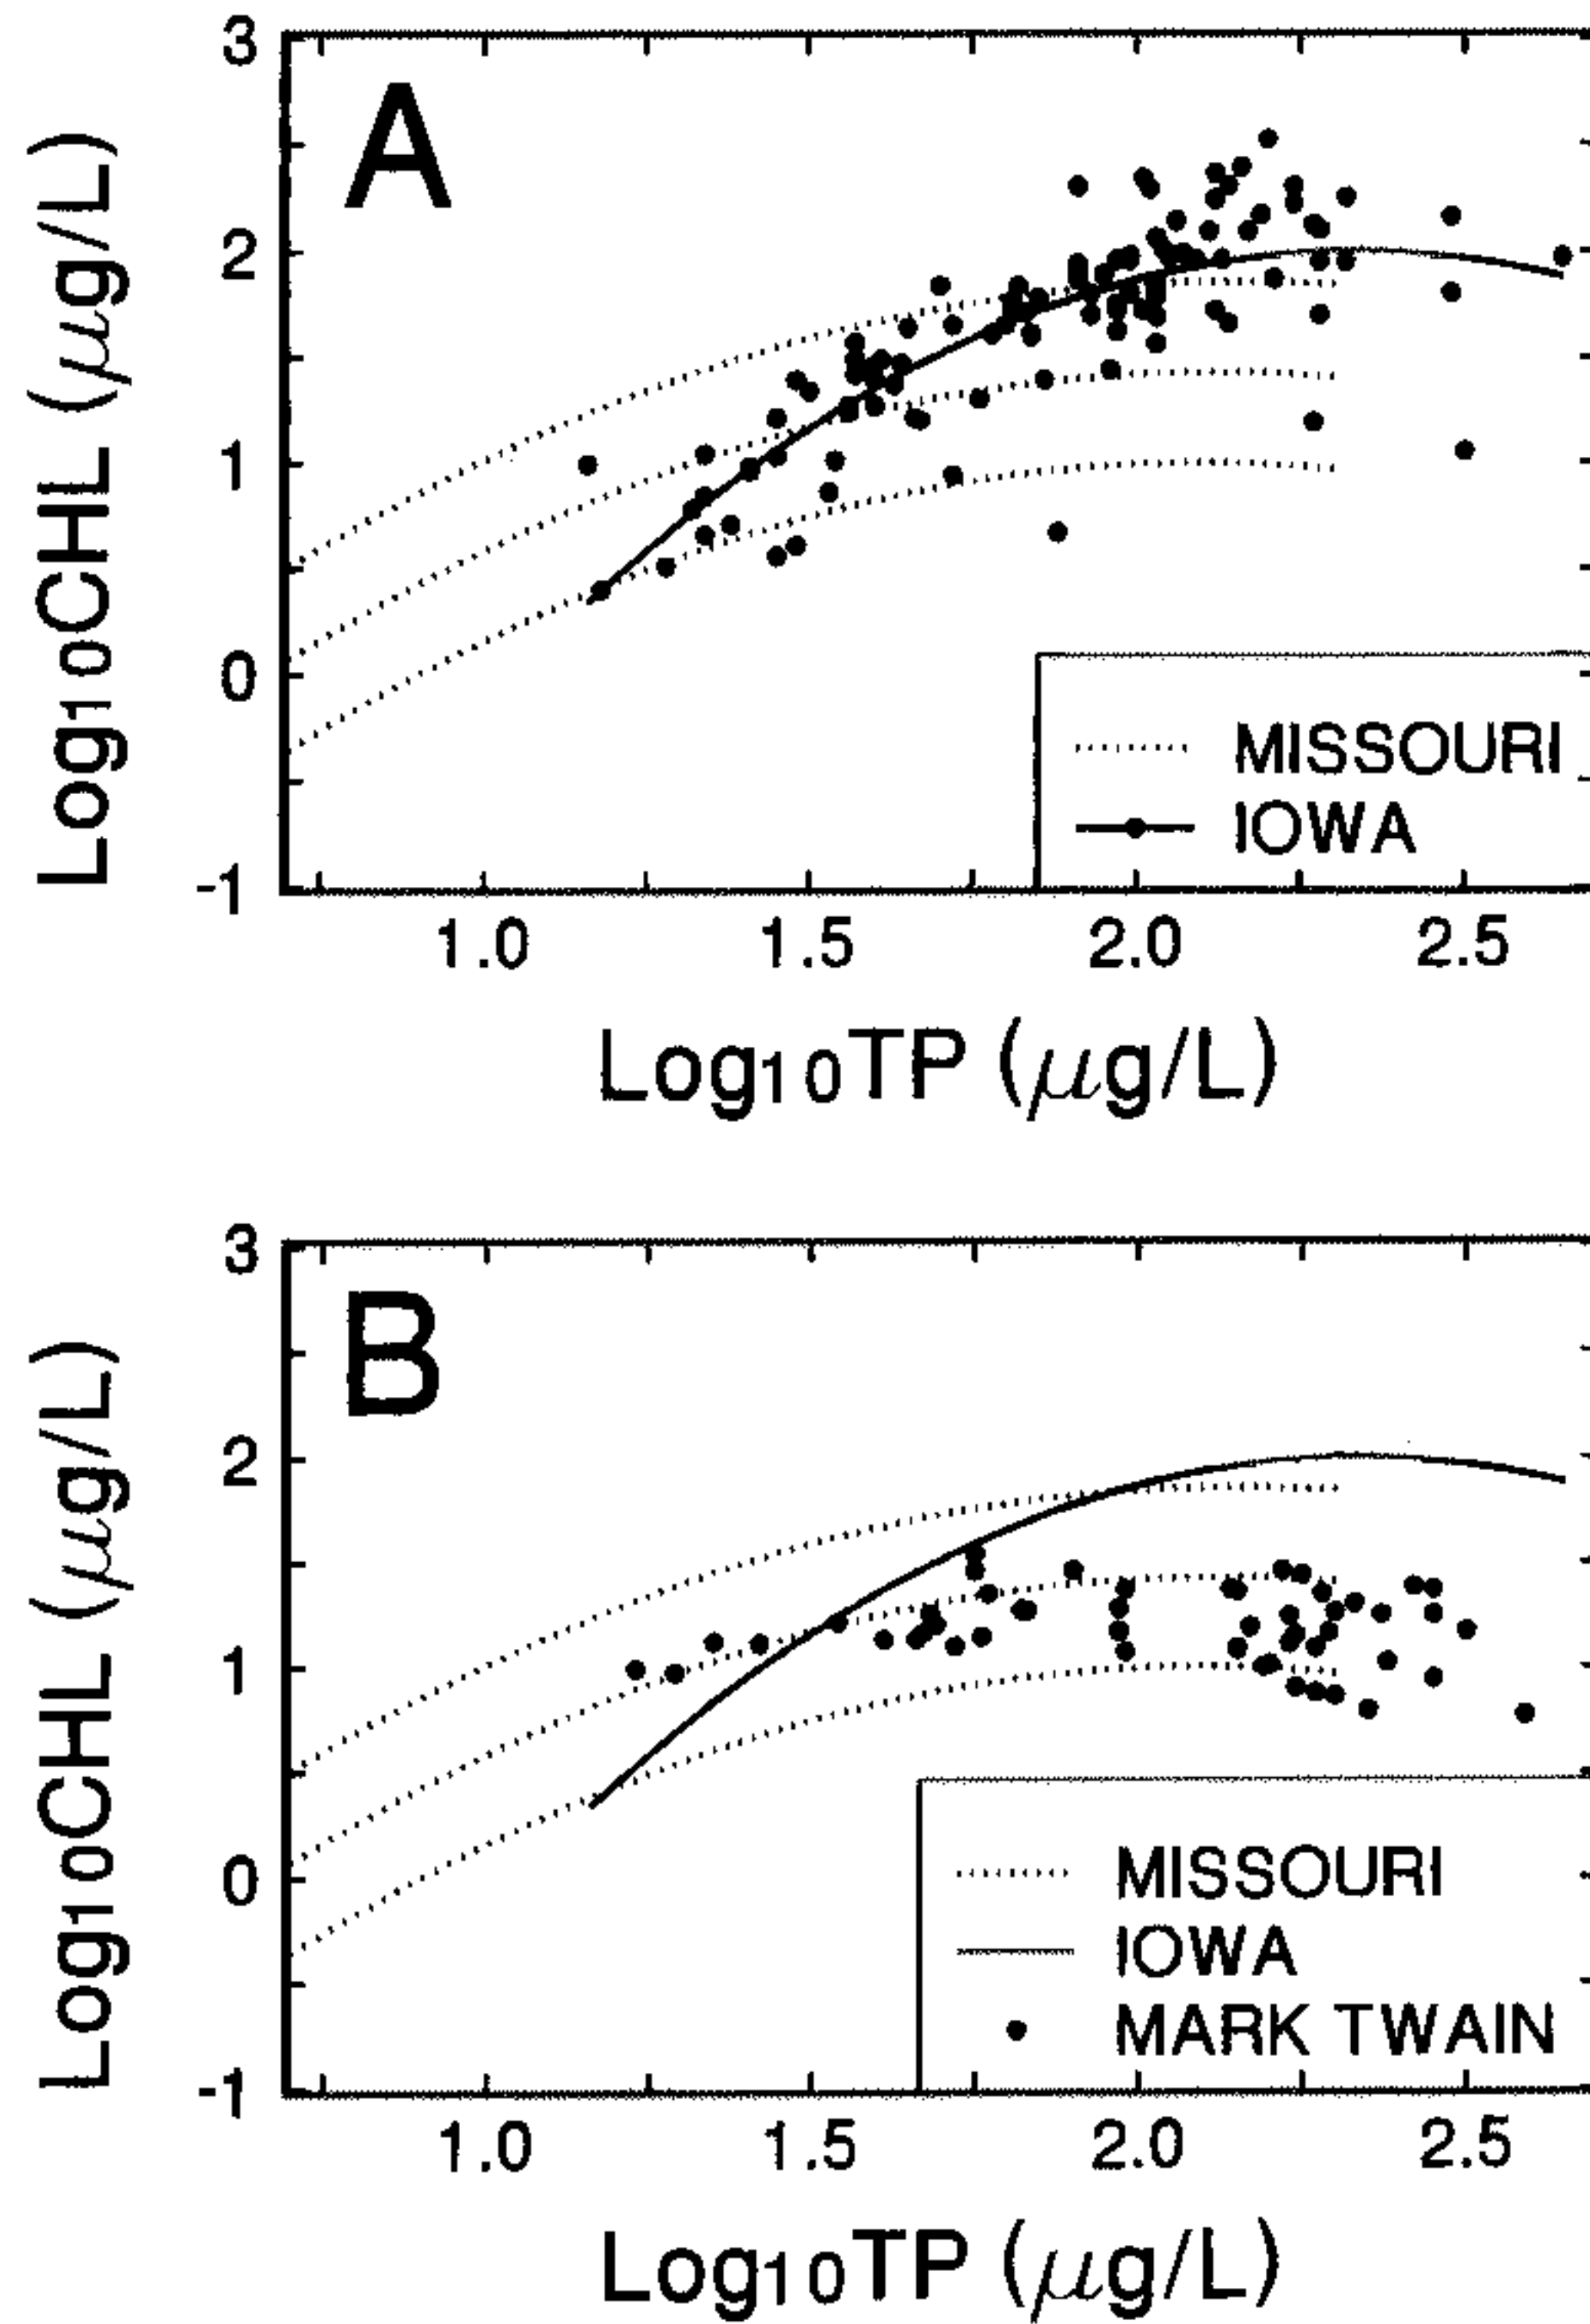 A
3
2
1
0
-1
Log10CHL (µg/L)
MISSOURI
IOWA
1.0 1.5 2.0 2.5
Log10TP (µg/L)
B
3
2
1
0
-1
Log10CHL (µg/L)
MISSOURI
IOWA
MARK TWAIN
1.0 1.5 2.0 2.5
Log10TP (µg/L)